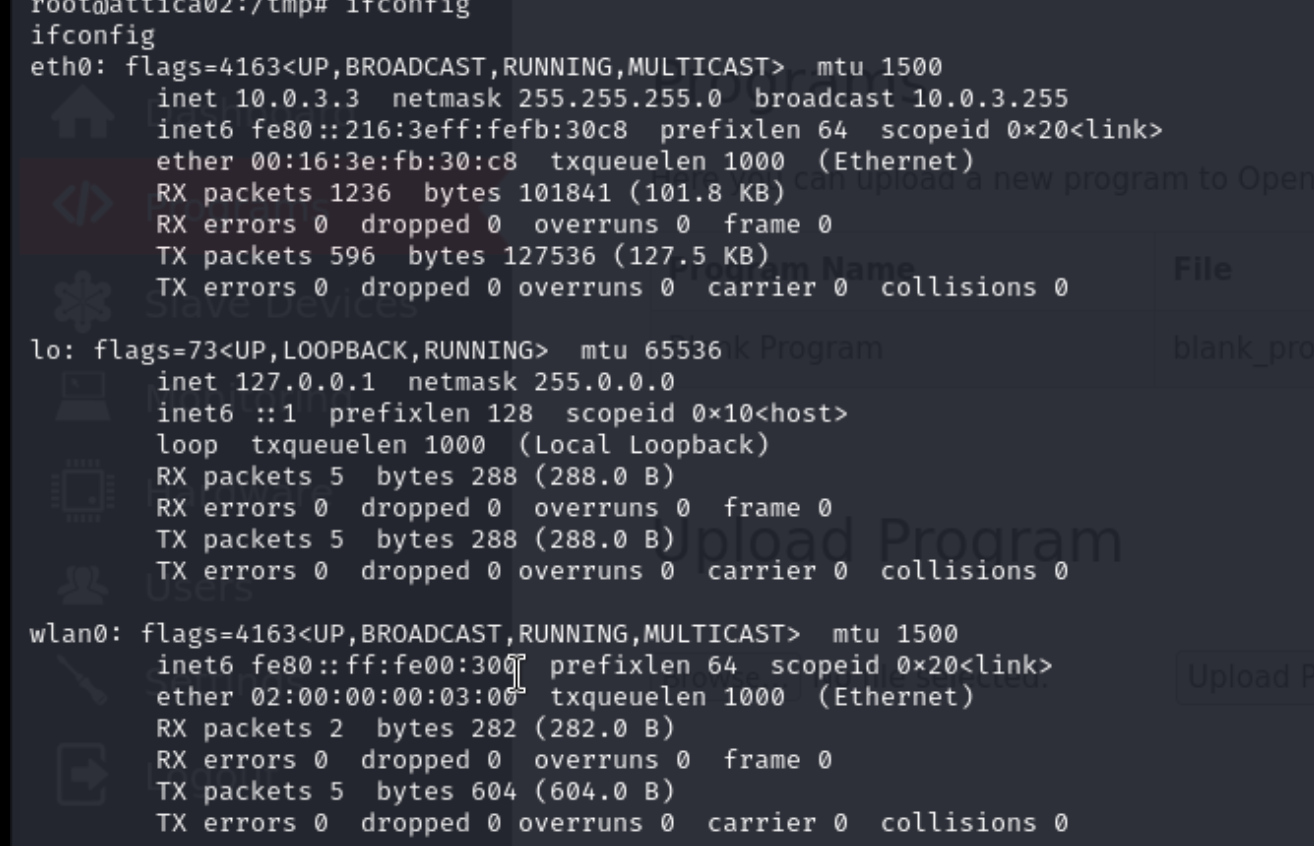 root@attica02:/tmp# ifconfig
ifconfig
eth0: flags=4163<UP,BROADCAST,RUNNING,MULTICAST>  mtu 1500
        inet 10.0.3.3  netmask 255.255.255.0  broadcast 10.0.3.255
        inet6 fe80::216:3eff:fefb:30c8  prefixlen 64  scopeid 0×20<link>
        ether 00:16:3e:fb:30:c8  txqueuelen 1000  (Ethernet)
        RX packets 1236  bytes 101841 (101.8 KB)
        RX errors 0  dropped 0  overruns 0  frame 0
        TX packets 596  bytes 127536 (127.5 KB)
        TX errors 0  dropped 0 overruns 0  carrier 0  collisions 0

lo: flags=73<UP,LOOPBACK,RUNNING>  mtu 65536
        inet 127.0.0.1  netmask 255.0.0.0
        inet6 ::1  prefixlen 128  scopeid 0×10<host>
        loop  txqueuelen 1000  (Local Loopback)
        RX packets 5  bytes 288 (288.0 B)
        RX errors 0  dropped 0  overruns 0  frame 0
        TX packets 5  bytes 288 (288.0 B)
        TX errors 0  dropped 0 overruns 0  carrier 0  collisions 0

wlan0: flags=4163<UP,BROADCAST,RUNNING,MULTICAST>  mtu 1500
        inet6 fe80::ff:fe00:300  prefixlen 64  scopeid 0×20<link>
        ether 02:00:00:00:03:00  txqueuelen 1000  (Ethernet)
        RX packets 2  bytes 282 (282.0 B)
        RX errors 0  dropped 0  overruns 0  frame 0
        TX packets 5  bytes 604 (604.0 B)
        TX errors 0  dropped 0 overruns 0  carrier 0  collisions 0
Dashboard
Programs
Slave Devices
Monitoring
Hardware
Users
Settings
Logout
Programs
Here you can upload a new program to Open
Program Name
File
Blank Program
blank_pro
Upload Program
Browse... No file selected.
Upload P